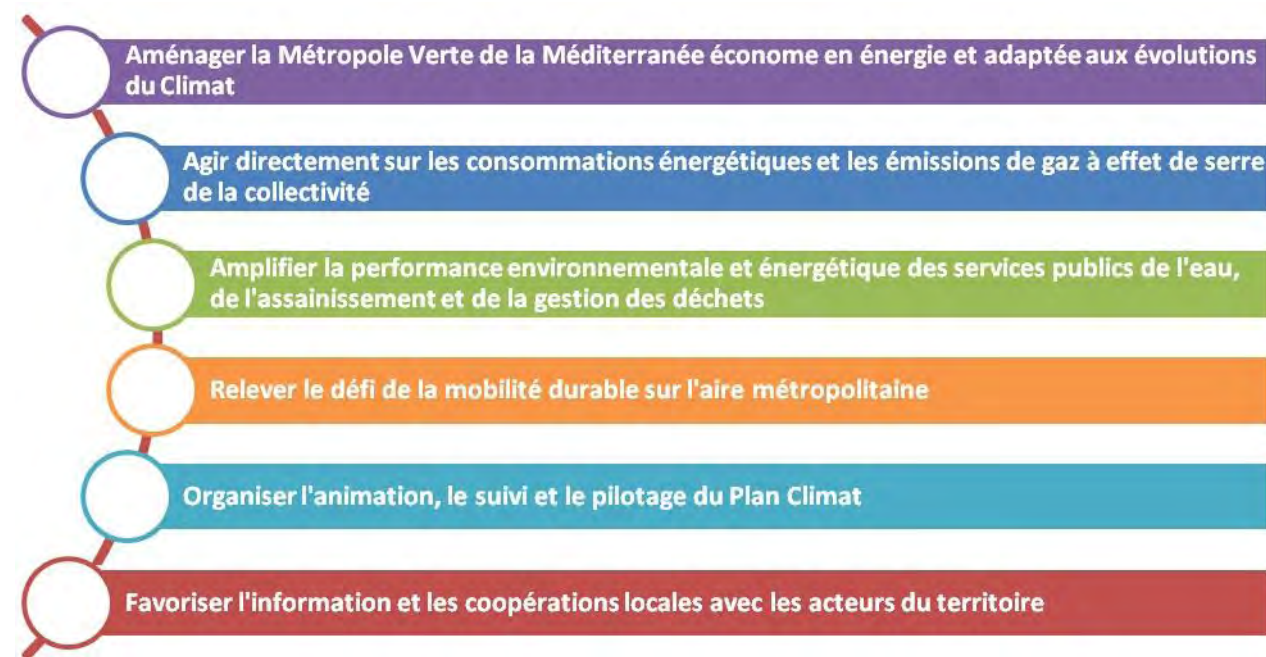 Aménager la Métropole Verte de la Méditerranée économe en énergie et adaptée aux évolutions
du Climat
Agir directement sur les consommations énergétiques et les émissions de gaz à effet de serre
de la collectivité
Amplifier la performance environnementale et énergétique des services publics de l'eau,
de l'assainissement et de la gestion des déchets
Relever le défi de la mobilité durable sur l'aire métropolitaine
Organiser l'animation, le suivi et le pilotage du Plan Climat
Favoriser l'information et les coopérations locales avec les acteurs du territoire